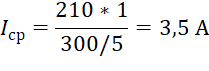 I_ср = (210 * 1) / (300/5) = 3,5 А